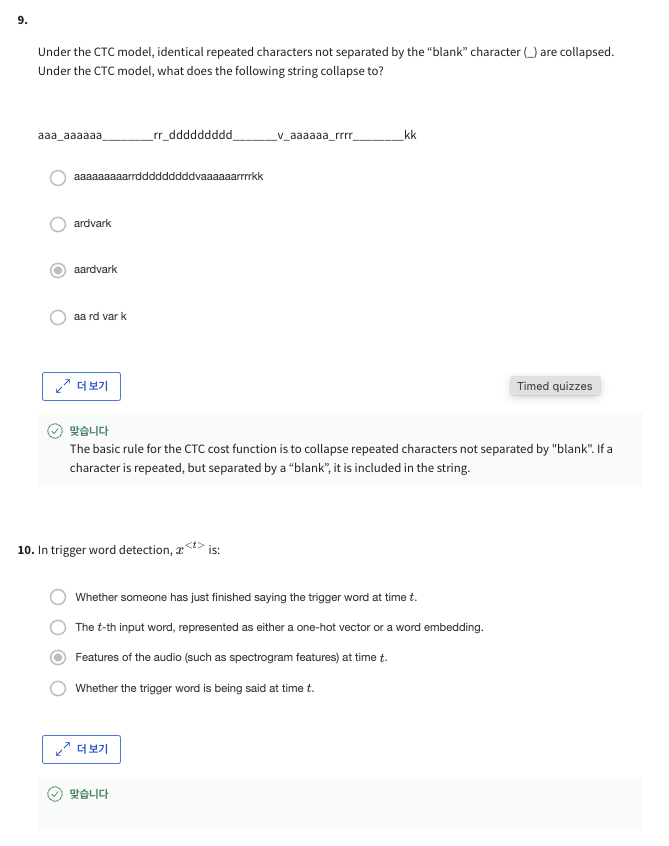 9.
Under the CTC model, identical repeated characters not separated by the “blank” character (_) are collapsed.
Under the CTC model, what does the following string collapse to?
aaa_aaaaaa________rr_ddddddddd_______v_aaaaaa_rrrr________kk
aaaaaaaaarrdddddddddvaaaaaarrrrkk
ardvark
aardvark
aa rd var k
더 보기
Timed quizzes
맞습니다
The basic rule for the CTC cost function is to collapse repeated characters not separated by "blank". If a
character is repeated, but separated by a “blank”, it is included in the string.
10. In trigger word detection, x^{<t>} is:
Whether someone has just finished saying the trigger word at time t.
The t-th input word, represented as either a one-hot vector or a word embedding.
Features of the audio (such as spectrogram features) at time t.
Whether the trigger word is being said at time t.
더 보기
맞습니다